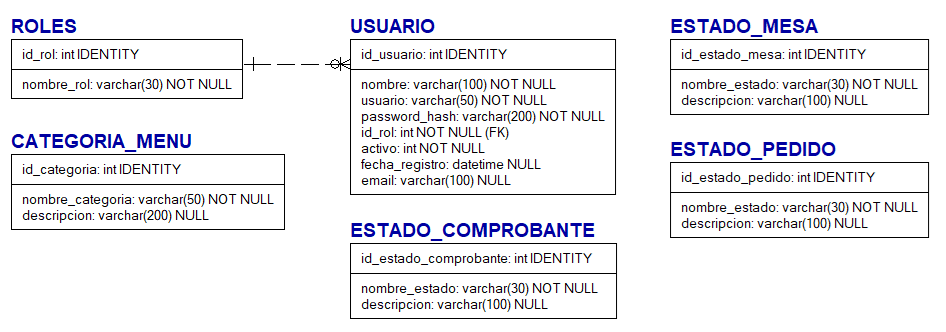 ROLES
id_rol: int IDENTITY
nombre_rol: varchar(30) NOT NULL
CATEGORIA_MENU
id_categoria: int IDENTITY
nombre_categoria: varchar(50) NOT NULL
descripcion: varchar(200) NULL
USUARIO
id_usuario: int IDENTITY
nombre: varchar(100) NOT NULL
usuario: varchar(50) NOT NULL
password_hash: varchar(200) NOT NULL
id_rol: int NOT NULL (FK)
activo: int NOT NULL
fecha_registro: datetime NULL
email: varchar(100) NULL
ESTADO_COMPROBANTE
id_estado_comprobante: int IDENTITY
nombre_estado: varchar(30) NOT NULL
descripcion: varchar(100) NULL
ESTADO_MESA
id_estado_mesa: int IDENTITY
nombre_estado: varchar(30) NOT NULL
descripcion: varchar(100) NULL
ESTADO_PEDIDO
id_estado_pedido: int IDENTITY
nombre_estado: varchar(30) NOT NULL
descripcion: varchar(100) NULL